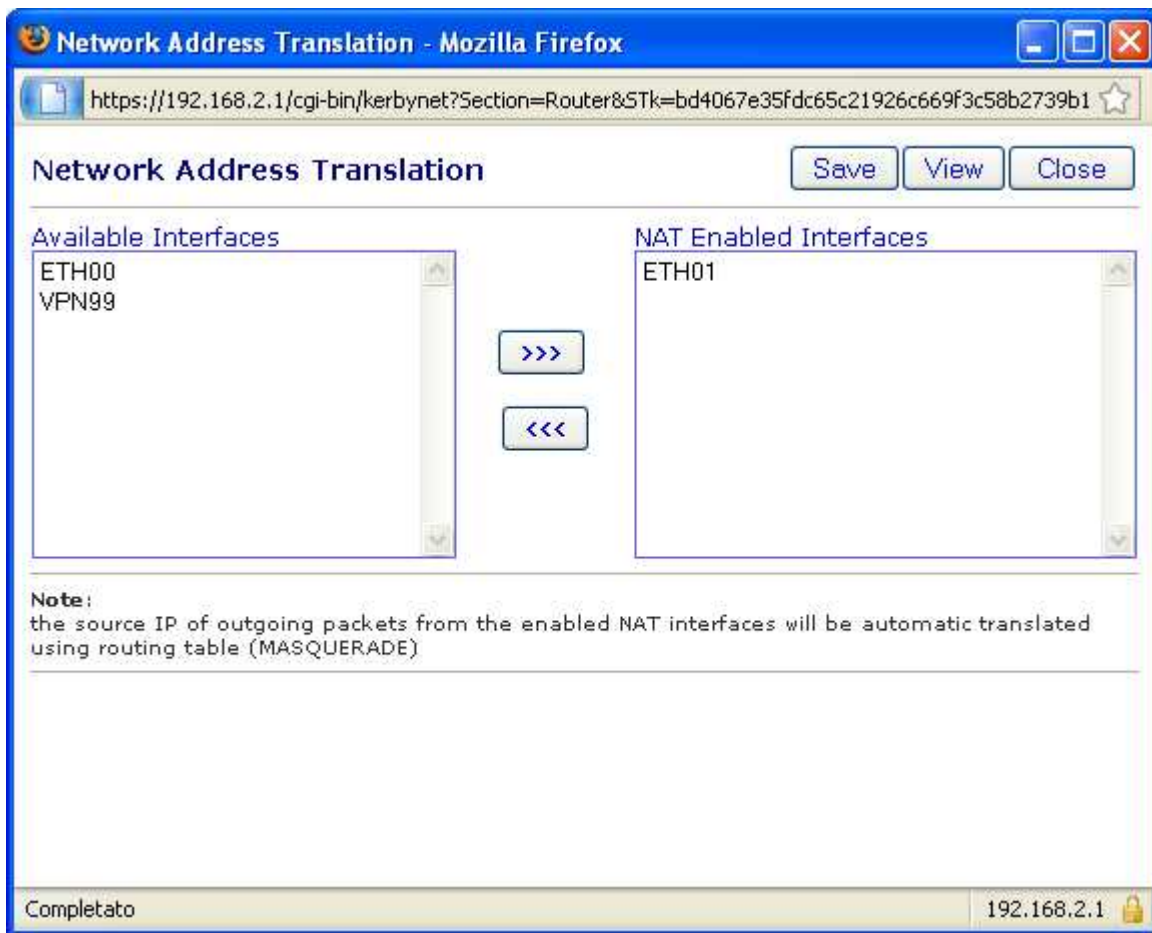 Network Address Translation - Mozilla Firefox
https://192.168.2.1/cgi-bin/kerbynet?Section=Router&STk=bd4067e35fdc65c21926c669f3c58b2739b1
Network Address Translation
Save View Close
Available Interfaces
ETH00
VPN99
>>>
<<<
NAT Enabled Interfaces
ETH01
Note:
the source IP of outgoing packets from the enabled NAT interfaces will be automatic translated
using routing table (MASQUERADE)
Completato
192.168.2.1